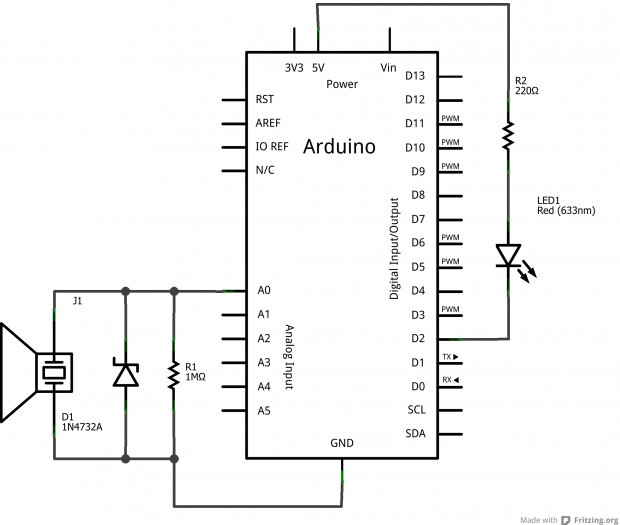 3V3
5V
Vin
Power
Arduino
RST
AREF
IO REF
N/C
A0
A1
A2
A3
A4
A5
Analog Input
GND
D13
D12
D11
PWM
D10
PWM
D9
PWM
D8
D7
D6
PWM
D5
PWM
D4
D3
PWM
D2
D1
TX ▶
D0
RX ◀
SCL
SDA
Digital Input/Output
R2
220Ω
LED1
Red (633nm)
J1
R1
1MΩ
D1
1N4732A
Made with Fritzing.org